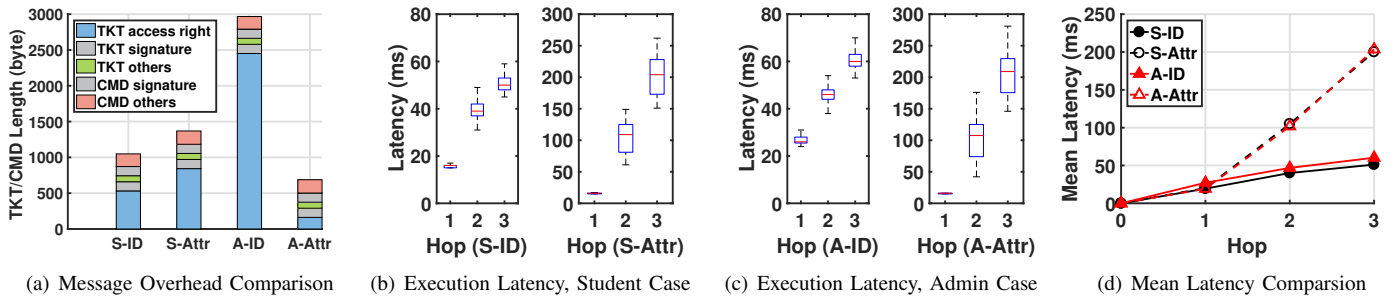 3000
2500
2000
1500
1000
500
0
TKT/CMD Length (byte)
TKT access right
TKT signature
TKT others
CMD signature
CMD others
S-ID
S-Attr
A-ID
A-Attr
(a) Message Overhead Comparison
80
60
40
20
0
Latency (ms)
1 2 3
Hop (S-ID)
300
250
200
150
100
50
0
1 2 3
Hop (S-Attr)
(b) Execution Latency, Student Case
80
60
40
20
0
Latency (ms)
1 2 3
Hop (A-ID)
300
250
200
150
100
50
0
1 2 3
Hop (A-Attr)
(c) Execution Latency, Admin Case
250
200
150
100
50
0
Mean Latency (ms)
S-ID
S-Attr
A-ID
A-Attr
0 1 2 3
Hop
(d) Mean Latency Comparsion